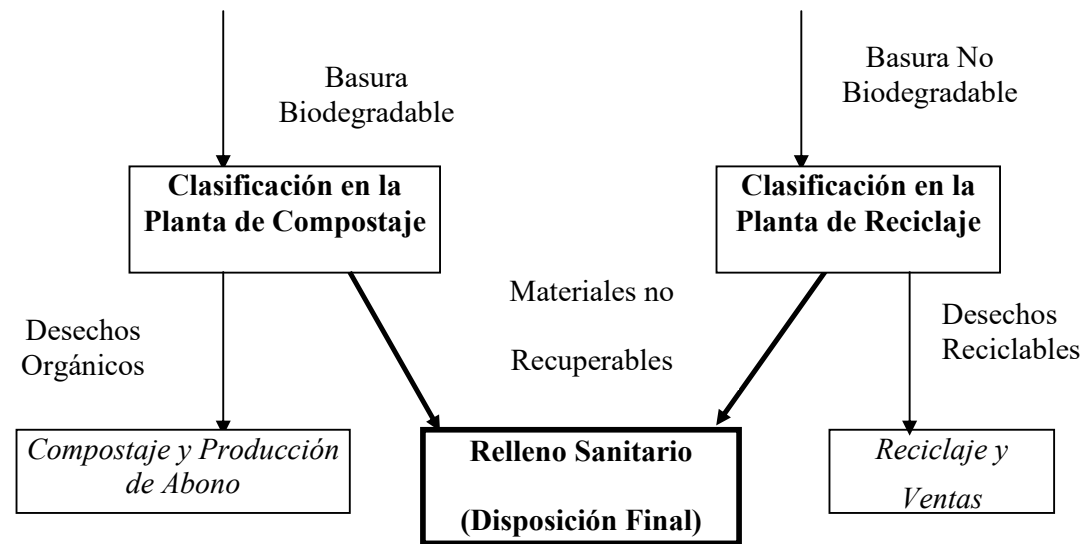 Basura
Biodegradable
Basura No
Biodegradable
Clasificación en la
Planta de Compostaje
Clasificación en la
Planta de Reciclaje
Desechos
Orgánicos
Materiales no
Recuperables
Desechos
Reciclables
Compostaje y Producción
de Abono
Relleno Sanitario
(Disposición Final)
Reciclaje y
Ventas